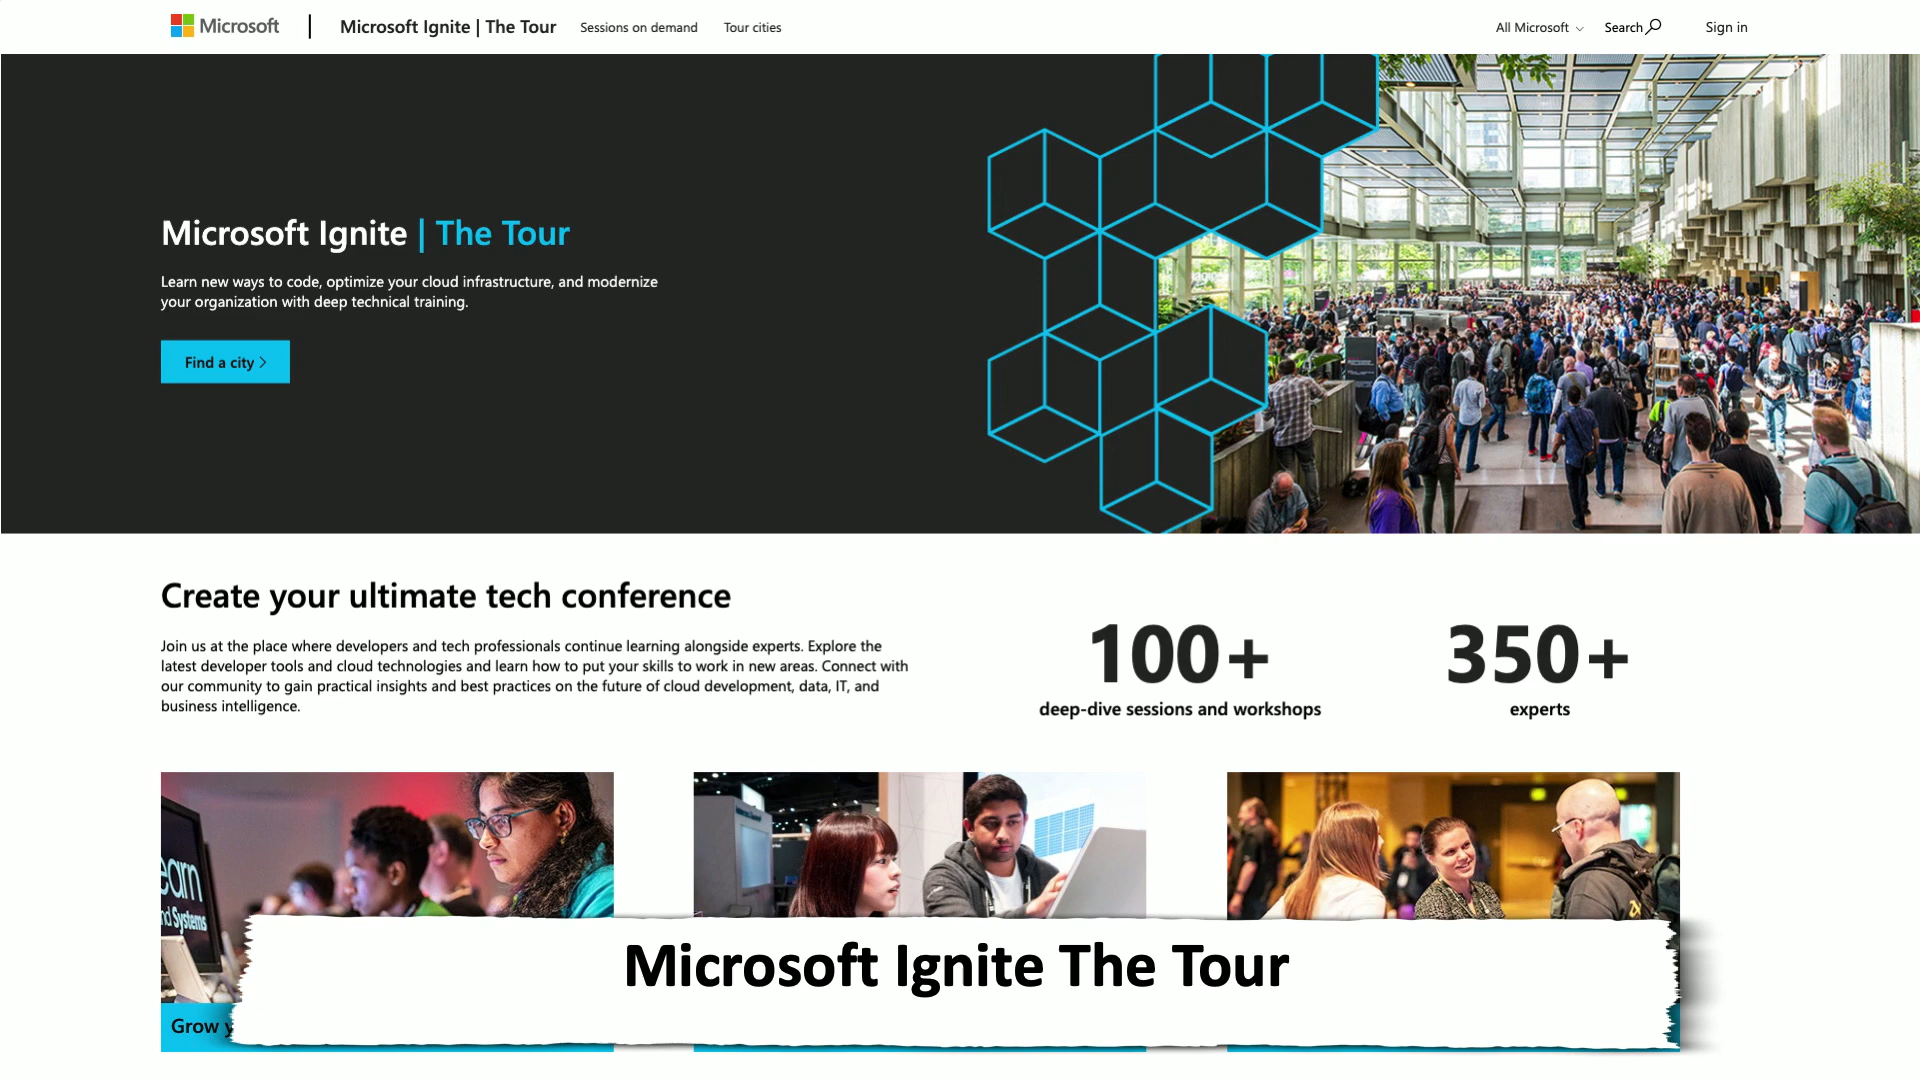 Microsoft
Microsoft Ignite | The Tour
Sessions on demand
Tour cities
All Microsoft
Search
Sign in
Microsoft Ignite | The Tour
Learn new ways to code, optimize your cloud infrastructure, and modernize
your organization with deep technical training.
Find a city
Create your ultimate tech conference
Join us at the place where developers and tech professionals continue learning alongside experts. Explore the
latest developer tools and cloud technologies and learn how to put your skills to work in new areas. Connect with
our community to gain practical insights and best practices on the future of cloud development, data, IT, and
business intelligence.
100+
deep-dive sessions and workshops
350+
experts
earn
nd Systems
Microsoft Ignite The Tour
Grow y